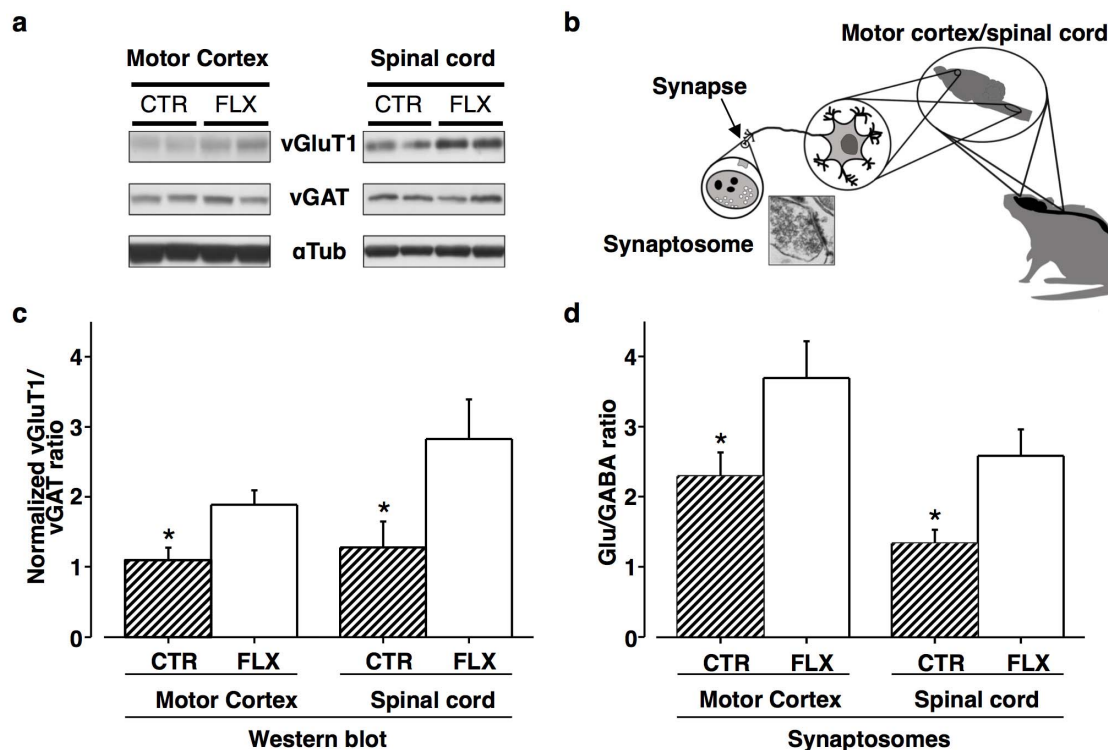 a
Motor Cortex Spinal cord
CTR FLX CTR FLX
vGluT1
vGAT
αTub
b
Motor cortex/spinal cord
Synapse
Synaptosome
c
Normalized vGluT1/
vGAT ratio
4
3
2
1
0
*
*
CTR FLX CTR FLX
Motor Cortex Spinal cord
Western blot
d
Glu/GABA ratio
4
3
2
1
0
*
*
CTR FLX CTR FLX
Motor Cortex Spinal cord
Synaptosomes